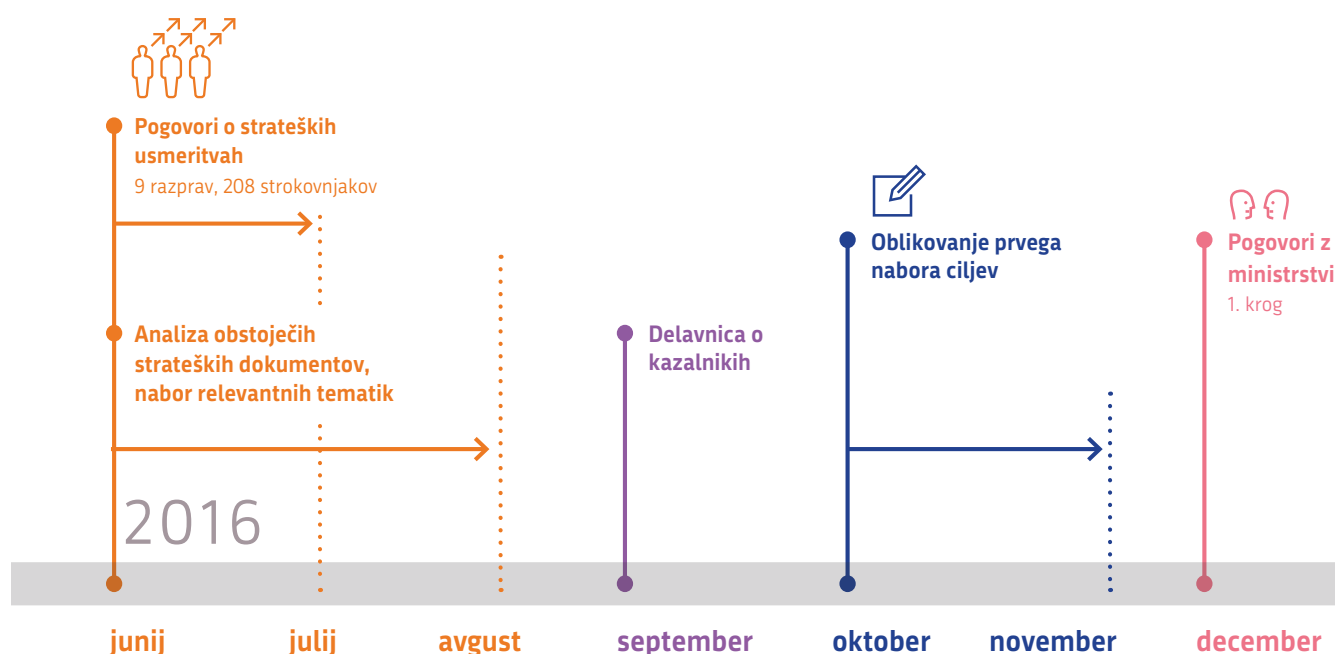 Pogovori o strateških
usmeritvah
9 razprav, 208 strokovnjakov
Analiza obstoječih
strateških dokumentov,
nabor relevantnih tematik
Delavnica o
kazalnikih
Oblikovanje prvega
nabora ciljev
Pogovori z
ministrstvi
1. krog
2016
junij
julij
avgust
september
oktober
november
december